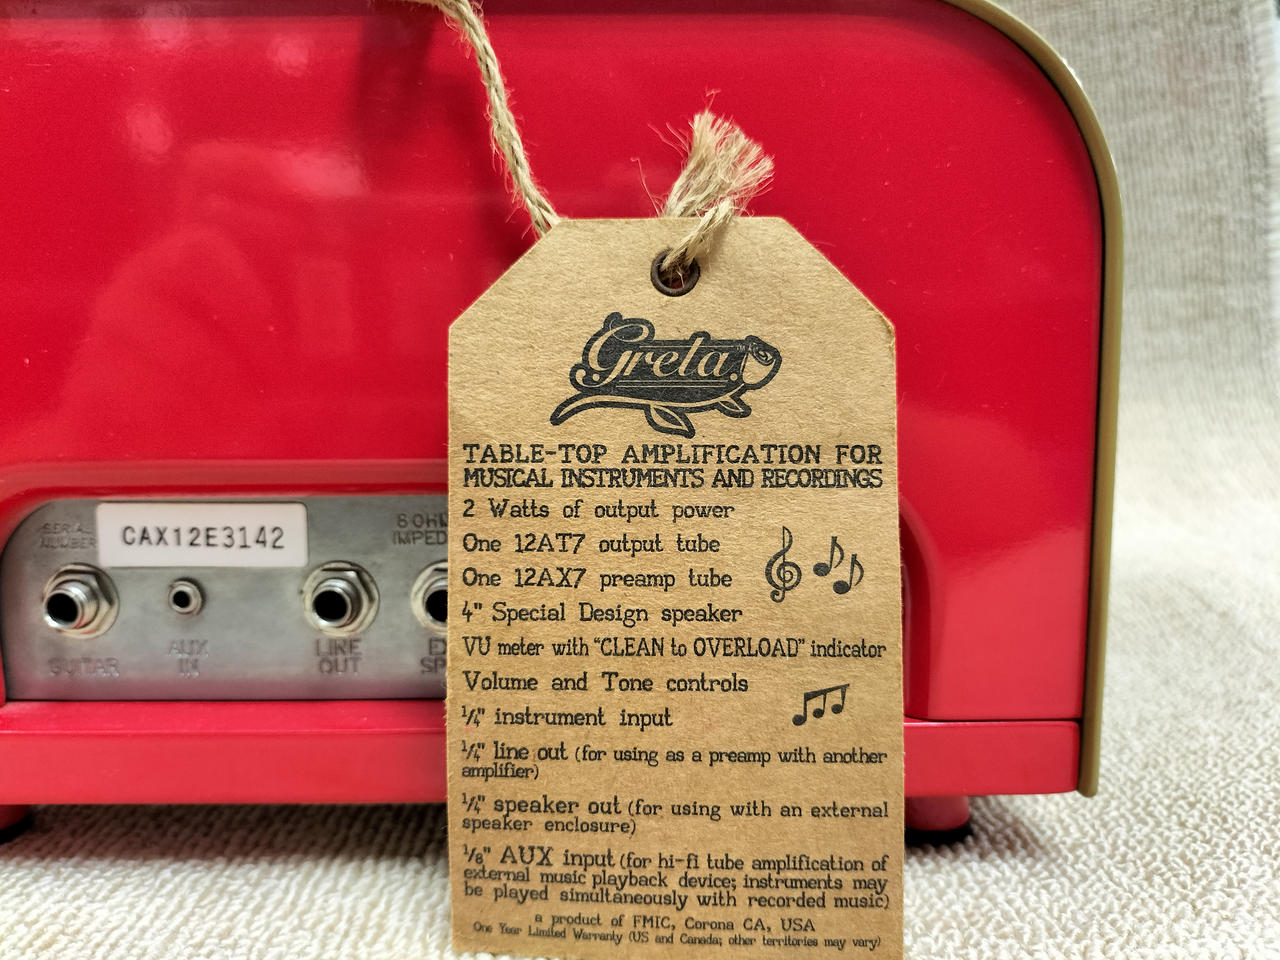 Greta
TABLE-TOP AMPLIFICATION FOR
MUSICAL INSTRUMENTS AND RECORDINGS
2 Watts of output power
One 12AT7 output tube
One 12AX7 preamp tube
4" Special Design speaker
VU meter with "CLEAN to OVERLOAD" indicator
Volume and Tone controls
1/4" instrument input
1/4" line out (for using as a preamp with another
amplifier)
1/4" speaker out (for using with an external
speaker enclosure)
1/8" AUX input (for hi-fi tube amplification of
external music playback device; instruments may
be played simultaneously with recorded music)
a product of FMIC, Corona CA, USA
One Year Limited Warranty (US and Canada; other territories may vary)
SERIAL
NUMBER
CAX12E3142
8 OHM
IMPED
GUITAR
AUX
IN
LINE
OUT
EX
SP